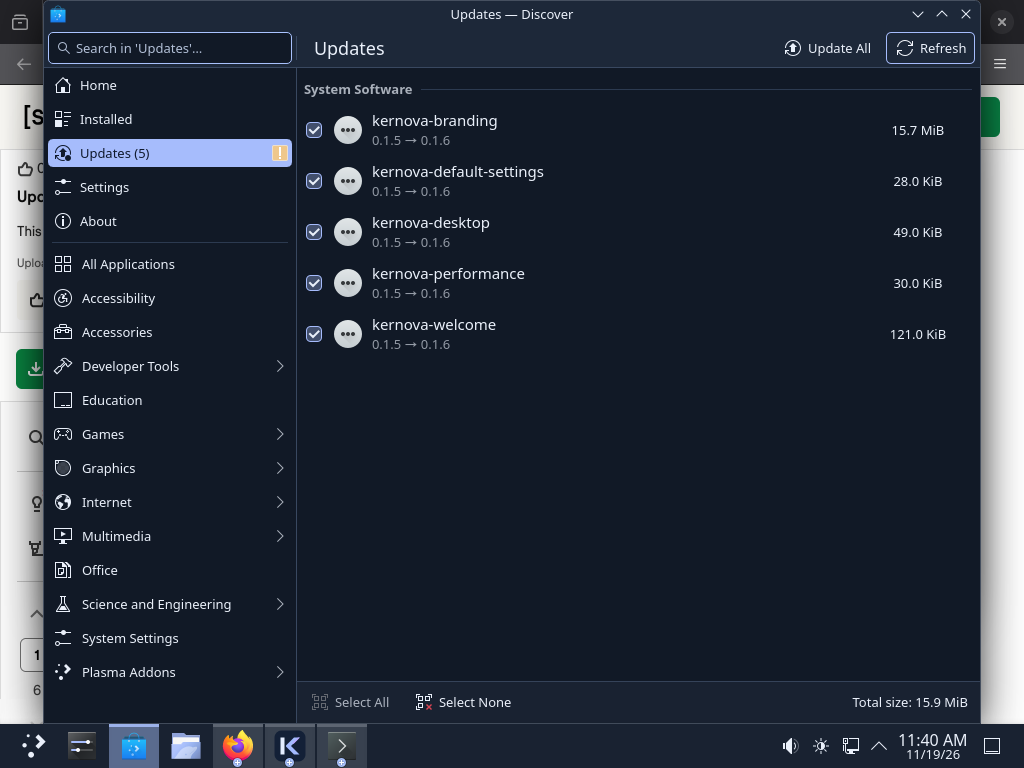 Updates — Discover
Search in 'Updates'...
Updates
Update All
Refresh
Home
Installed
Updates (5)
Settings
About
All Applications
Accessibility
Accessories
Developer Tools
Education
Games
Graphics
Internet
Multimedia
Office
Science and Engineering
System Settings
Plasma Addons
System Software
kernova-branding
0.1.5 → 0.1.6
15.7 MiB
kernova-default-settings
0.1.5 → 0.1.6
28.0 KiB
kernova-desktop
0.1.5 → 0.1.6
49.0 KiB
kernova-performance
0.1.5 → 0.1.6
30.0 KiB
kernova-welcome
0.1.5 → 0.1.6
121.0 KiB
Select All
Select None
Total size: 15.9 MiB
[s
This
1
6
11:40 AM
11/19/26